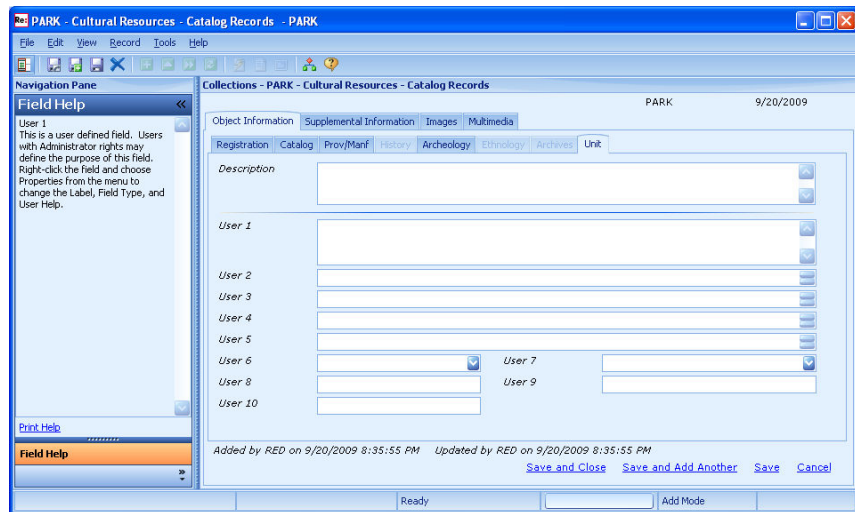 Re: PARK - Cultural Resources - Catalog Records - PARK
File Edit View Record Tools Help
Navigation Pane
Field Help
User 1
This is a user defined field. Users
with Administrator rights may
define the purpose of this field.
Right-click the field and choose
Properties from the menu to
change the Label, Field Type, and
User Help.
Print Help
Field Help
Collections - PARK - Cultural Resources - Catalog Records
PARK 9/20/2009
Object Information Supplemental Information Images Multimedia
Registration Catalog Prov/Manf History Archeology Ethnology Archives Unit
Description
User 1
User 2
User 3
User 4
User 5
User 6 User 7
User 8 User 9
User 10
Added by RED on 9/20/2009 8:35:55 PM Updated by RED on 9/20/2009 8:35:55 PM
Save and Close Save and Add Another Save Cancel
Ready Add Mode